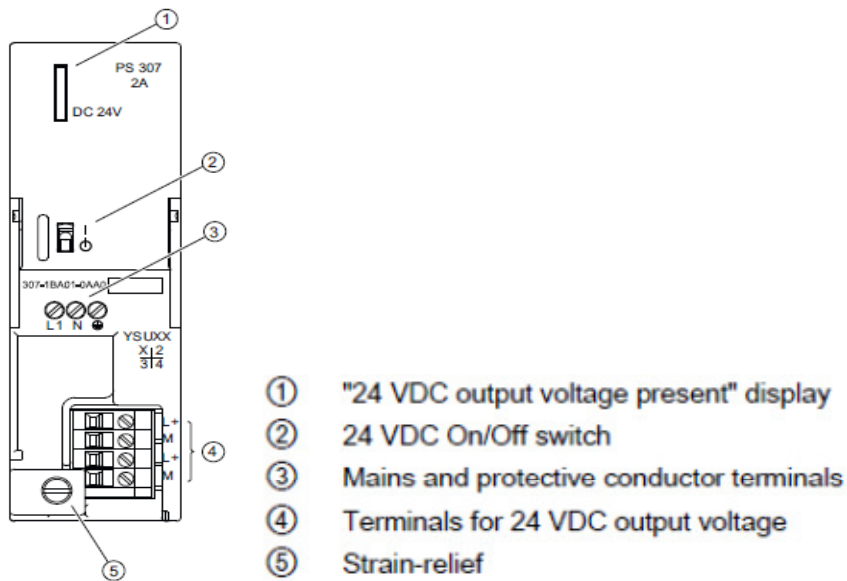 ①
PS 307
2A
DC 24V
②
③
307-1BA01-0AA0
L1 N
YSUXX
X 2
3 4
L+
M
L+
M
④
⑤
① "24 VDC output voltage present" display
② 24 VDC On/Off switch
③ Mains and protective conductor terminals
④ Terminals for 24 VDC output voltage
⑤ Strain-relief